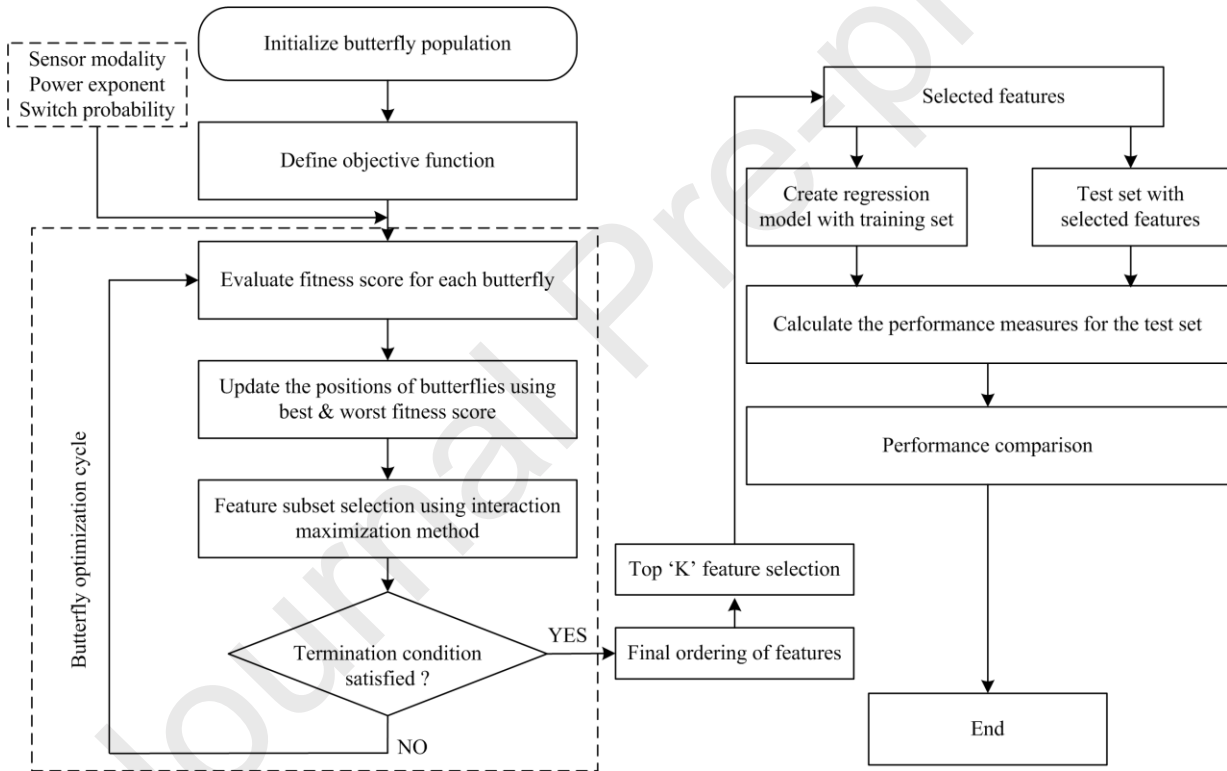 Initialize butterfly population
Sensor modality
Power exponent
Switch probability
Define objective function
Evaluate fitness score for each butterfly
Update the positions of butterflies using
best & worst fitness score
Feature subset selection using interaction
maximization method
Termination condition
satisfied ?
YES
NO
Butterfly optimization cycle
Final ordering of features
Top ‘K’ feature selection
Selected features
Create regression
model with training set
Test set with
selected features
Calculate the performance measures for the test set
Performance comparison
End
Journal Pre-p